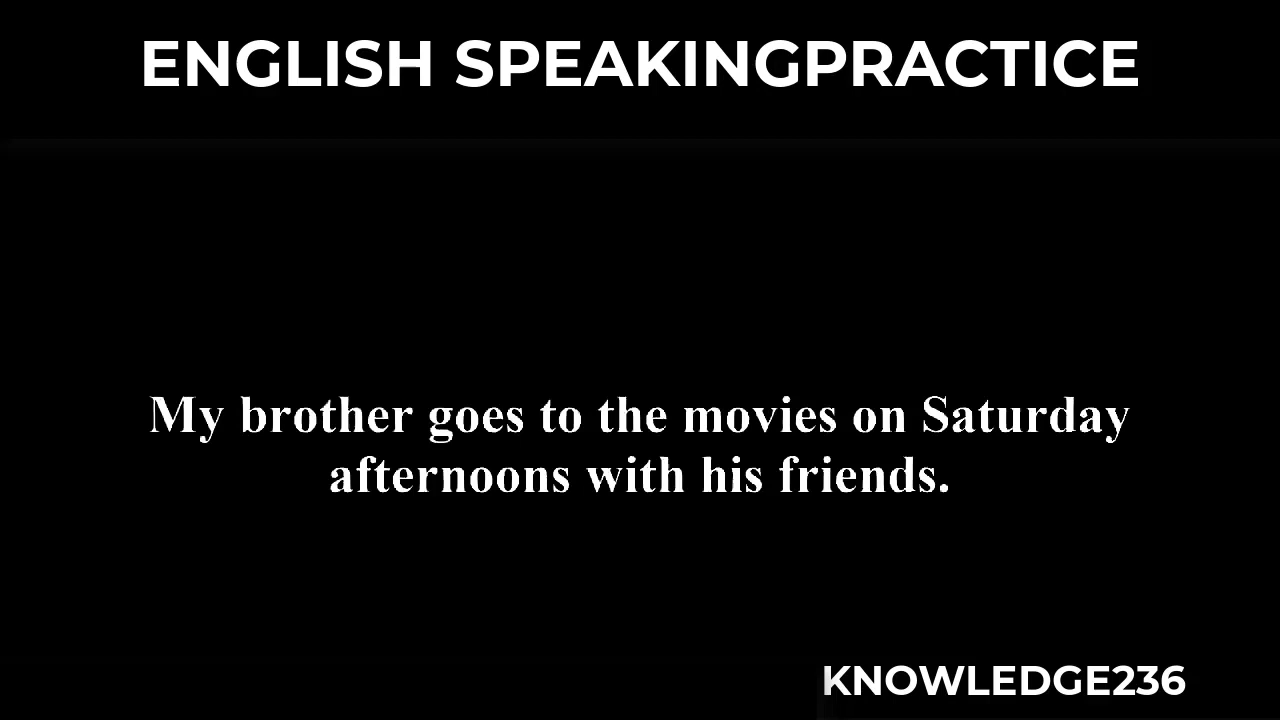 ENGLISH SPEAKINGPRACTICE
My brother goes to the movies on Saturday
afternoons with his friends.
KNOWLEDGE236